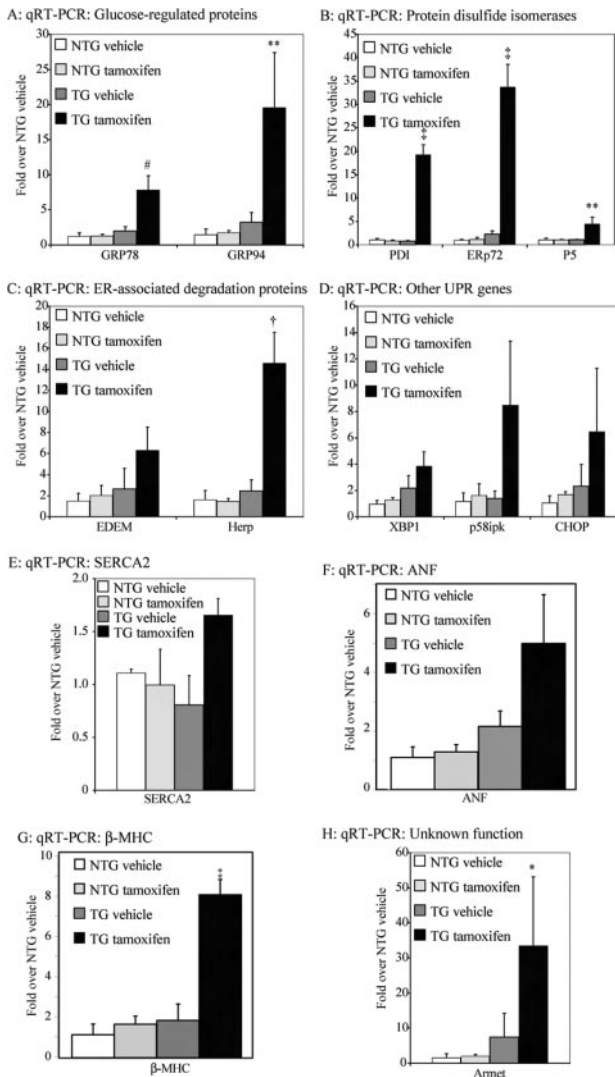 A: qRT-PCR: Glucose-regulated proteins
30
25
20
15
10
5
0
Fold over NTG vehicle
NTG vehicle
NTG tamoxifen
TG vehicle
TG tamoxifen
#
**
GRP78 GRP94
B: qRT-PCR: Protein disulfide isomerases
45
40
35
30
25
20
15
10
5
0
Fold over NTG vehicle
NTG vehicle
NTG tamoxifen
TG vehicle
TG tamoxifen
‡
‡
**
PDI ERp72 P5
C: qRT-PCR: ER-associated degradation proteins
20
18
16
14
12
10
8
6
4
2
0
Fold over NTG vehicle
NTG vehicle
NTG tamoxifen
TG vehicle
TG tamoxifen
†
EDEM Herp
D: qRT-PCR: Other UPR genes
16
14
12
10
8
6
4
2
0
Fold over NTG vehicle
NTG vehicle
NTG tamoxifen
TG vehicle
TG tamoxifen
XBP1 p58ipk CHOP
E: qRT-PCR: SERCA2
2.0
1.5
1.0
0.5
0
Fold over NTG vehicle
NTG vehicle
NTG tamoxifen
TG vehicle
TG tamoxifen
SERCA2
F: qRT-PCR: ANF
6
4
2
0
Fold over NTG vehicle
NTG vehicle
NTG tamoxifen
TG vehicle
TG tamoxifen
ANF
G: qRT-PCR: β-MHC
10
8
6
4
2
0
Fold over NTG vehicle
NTG vehicle
NTG tamoxifen
TG vehicle
TG tamoxifen
‡
β-MHC
H: qRT-PCR: Unknown function
60
50
40
30
20
10
0
Fold over NTG vehicle
NTG vehicle
NTG tamoxifen
TG vehicle
TG tamoxifen
*
Armet